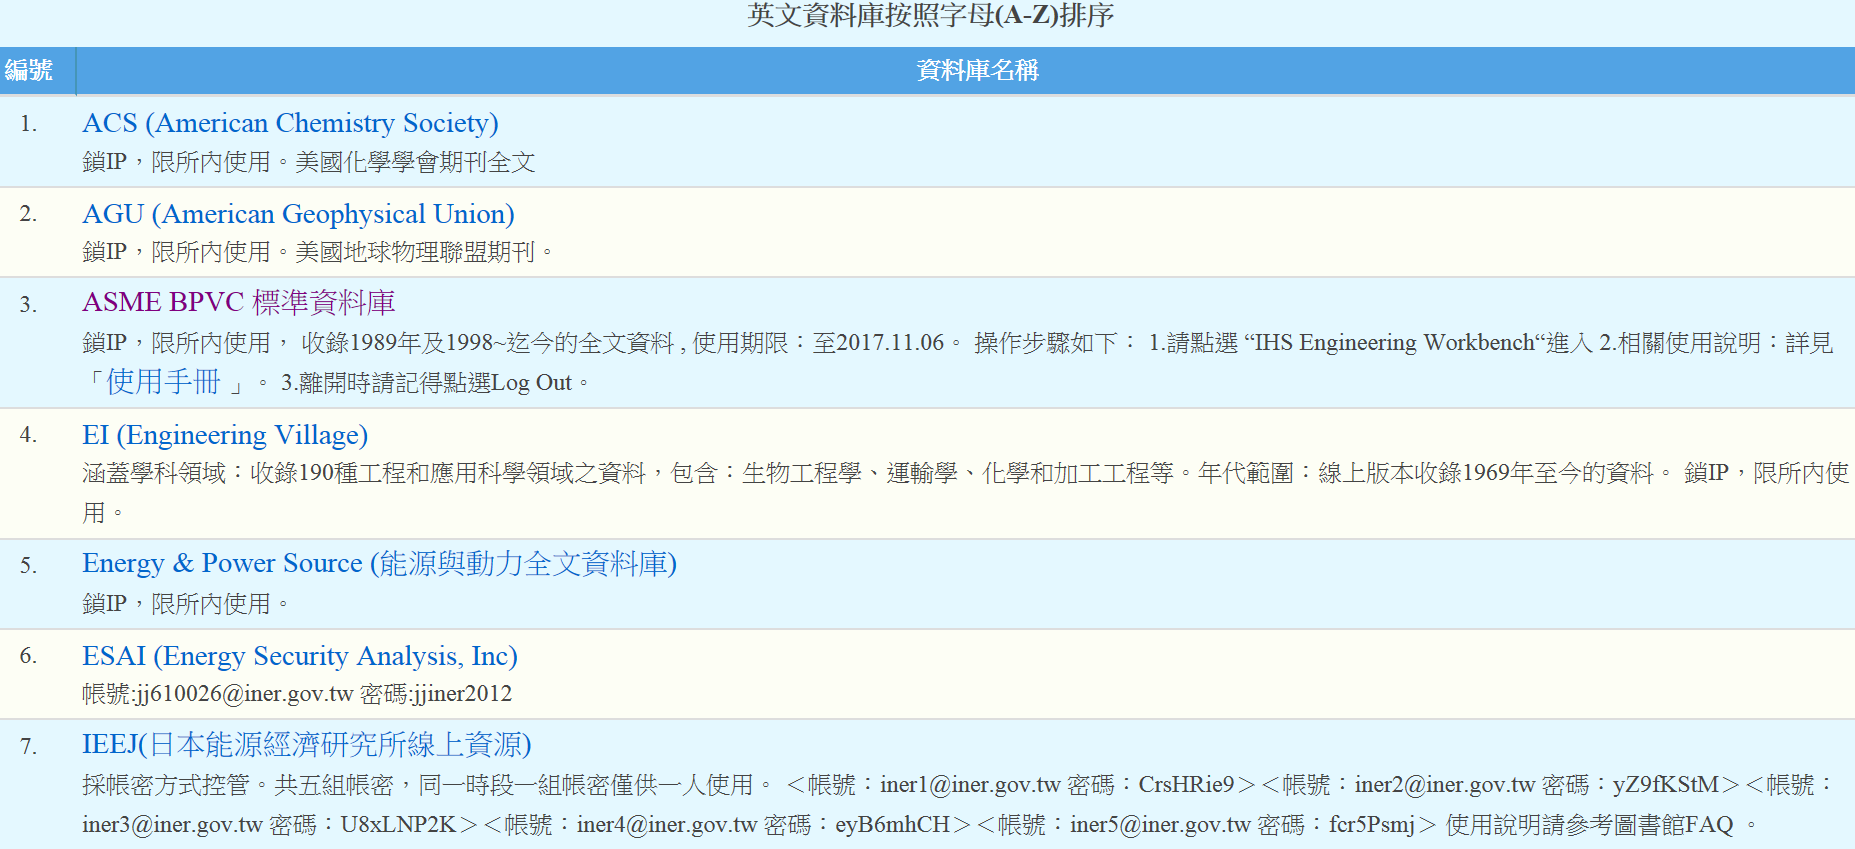 英文資料庫按照字母(A-Z)排序
編號 資料庫名稱
1. ACS (American Chemistry Society)
鎖IP，限所內使用。美國化學學會期刊全文
2. AGU (American Geophysical Union)
鎖IP，限所內使用。美國地球物理聯盟期刊。
3. ASME BPVC 標準資料庫
鎖IP，限所內使用， 收錄1989年及1998~迄今的全文資料 , 使用期限：至2017.11.06。 操作步驟如下： 1.請點選 “IHS Engineering Workbench“進入 2.相關使用說明：詳見
「使用手冊 」。 3.離開時請記得點選Log Out。
4. EI (Engineering Village)
涵蓋學科領域：收錄190種工程和應用科學領域之資料，包含：生物工程學、運輸學、化學和加工工程等。年代範圍：線上版本收錄1969年至今的資料。 鎖IP，限所內使
用。
5. Energy & Power Source (能源與動力全文資料庫)
鎖IP，限所內使用。
6. ESAI (Energy Security Analysis, Inc)
帳號:jj610026@iner.gov.tw 密碼:jjiner2012
7. IEEJ(日本能源經濟研究所線上資源)
採帳密方式控管。共五組帳密，同一時段一組帳密僅供一人使用。 ＜帳號：iner1@iner.gov.tw 密碼：CrsHRie9＞＜帳號：iner2@iner.gov.tw 密碼：yZ9fKStM＞＜帳號：
iner3@iner.gov.tw 密碼：U8xLNP2K＞＜帳號：iner4@iner.gov.tw 密碼：eyB6mhCH＞＜帳號：iner5@iner.gov.tw 密碼：fcr5Psmj＞ 使用說明請參考圖書館FAQ 。